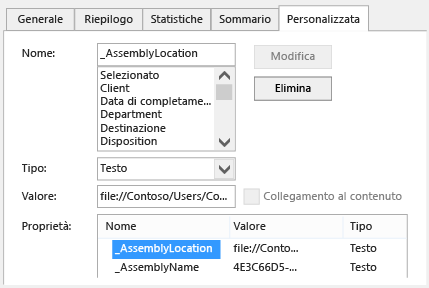 Generale Riepilogo Statistiche Sommario Personalizzata
Nome: _AssemblyLocation Modifica
Selezionato
Client
Data di completame...
Department
Destinazione
Disposition
Elimina
Tipo: Testo
Valore: file://Contoso/Users/Co... Collegamento al contenuto
Proprietà: Nome Valore Tipo
_AssemblyLocation file://Conto... Testo
_AssemblyName 4E3C66D5-... Testo